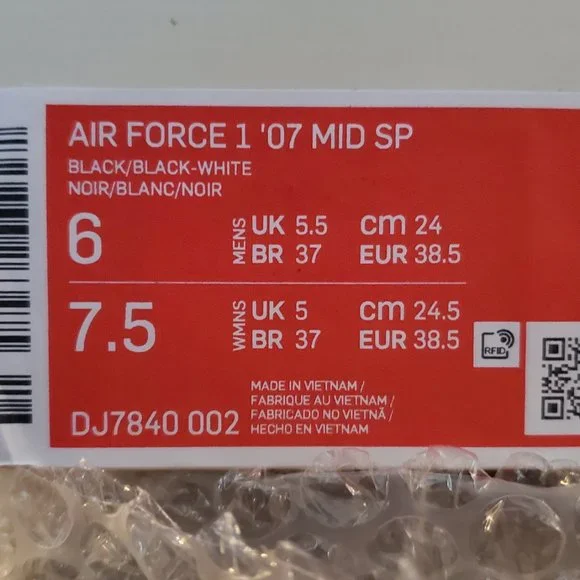 AIR FORCE 1 '07 MID SP
BLACK/BLACK-WHITE
NOIR/BLANC/NOIR
6
MENS
UK 5.5 cm 24
BR 37 EUR 38.5
7.5
WMNS
UK 5 cm 24.5
BR 37 EUR 38.5
RFID
DJ7840 002
MADE IN VIETNAM /
FABRIQUE AU VIETNAM /
FABRICADO NO VIETNÃ /
HECHO EN VIETNAM